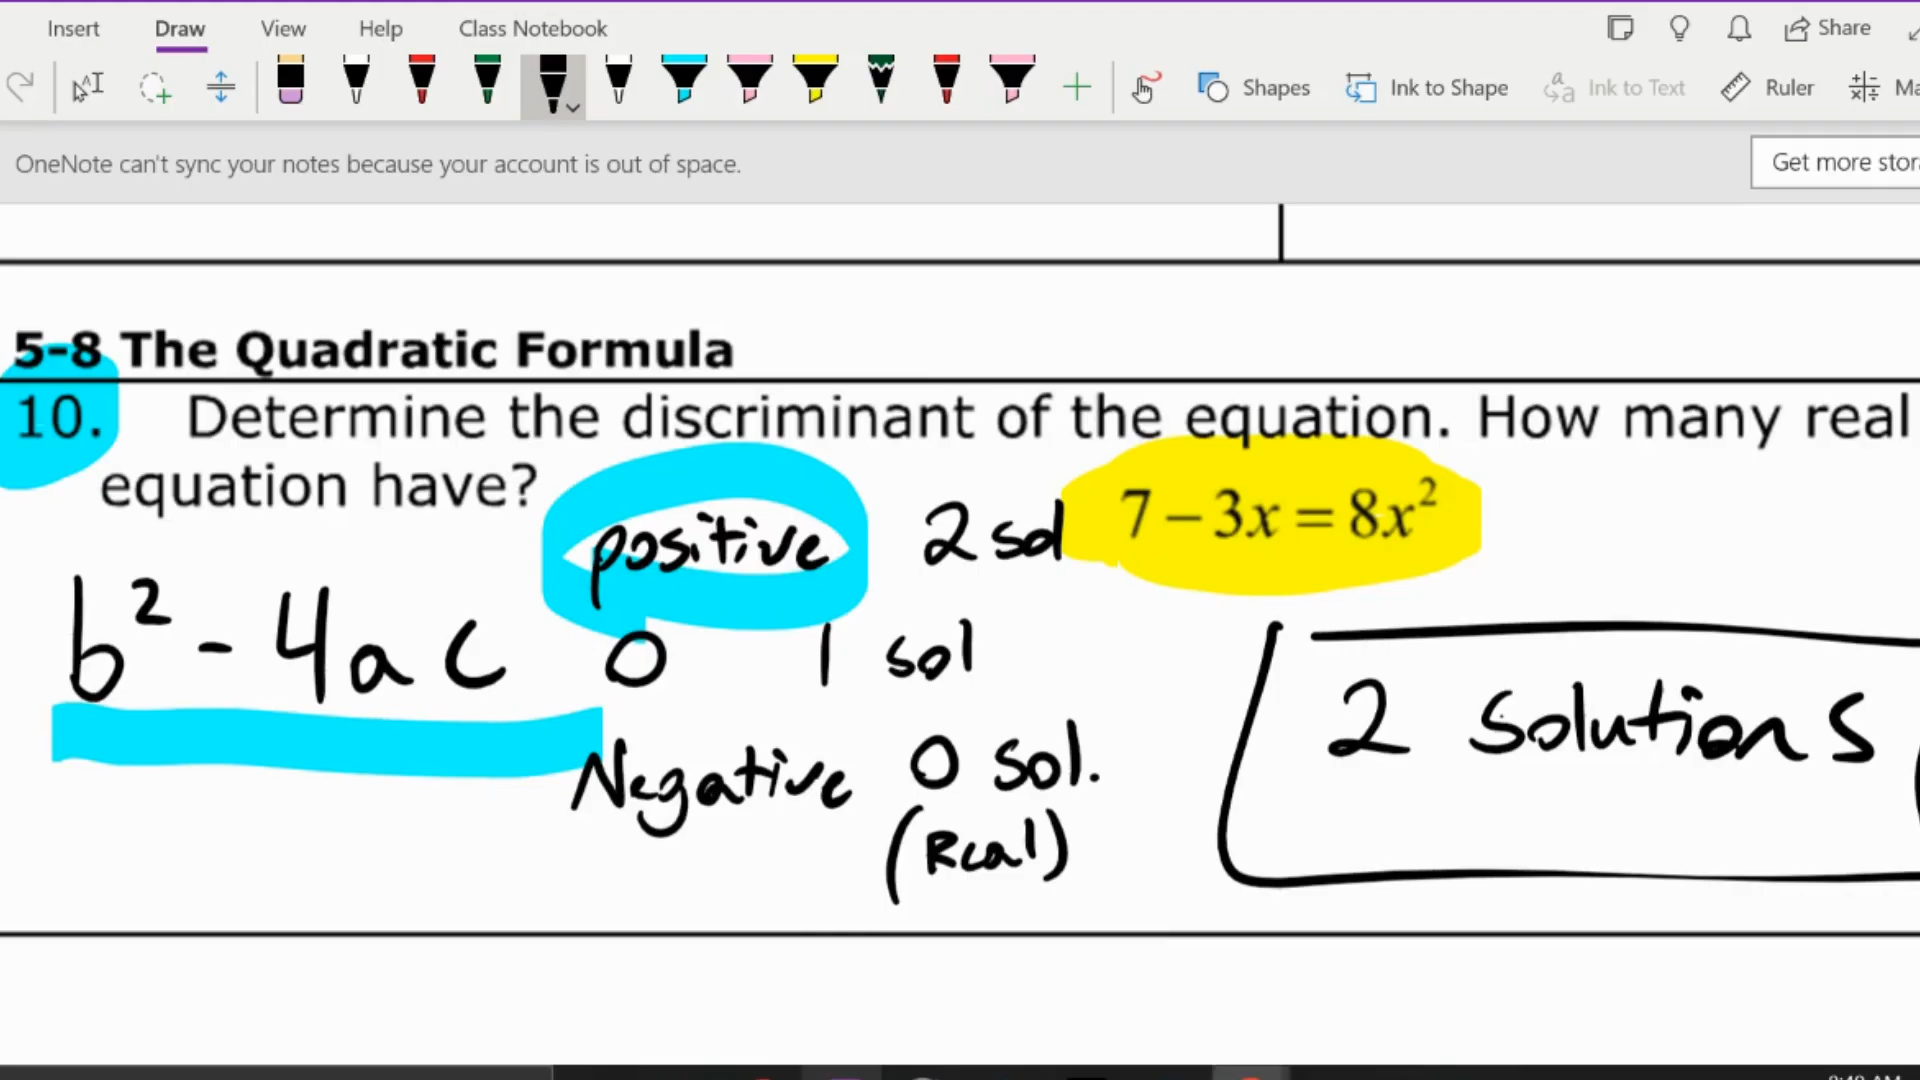 Insert Draw View Help Class Notebook Share
Shapes Ink to Shape Ink to Text Ruler
OneNote can't sync your notes because your account is out of space. Get more
5-8 The Quadratic Formula
10. Determine the discriminant of the equation. How many real
equation have?
7 − 3x = 8x²
positive 2 sol
b² - 4ac 0 1 sol
2 solutions
Negative 0 sol.
(Real)